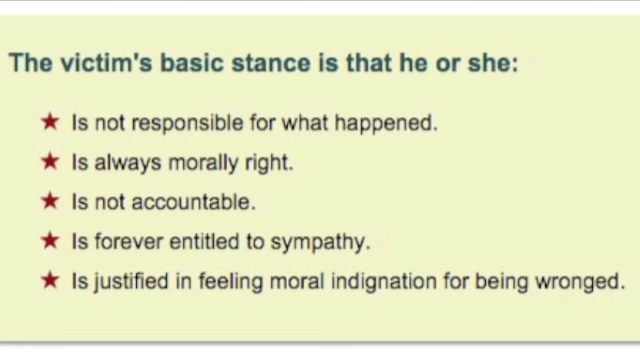 The victim's basic stance is that he or she:
★ Is not responsible for what happened.
★ Is always morally right.
★ Is not accountable.
★ Is forever entitled to sympathy.
★ Is justified in feeling moral indignation for being wronged.